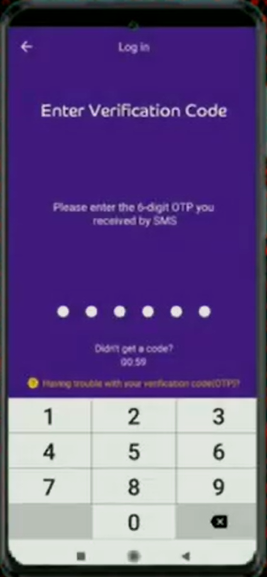 Log in
Enter Verification Code
Please enter the 6-digit OTP you
received by SMS
Didn't get a code?
00:59
Having trouble with your verification code(OTP)?
1 2 3
4 5 6
7 8 9
0